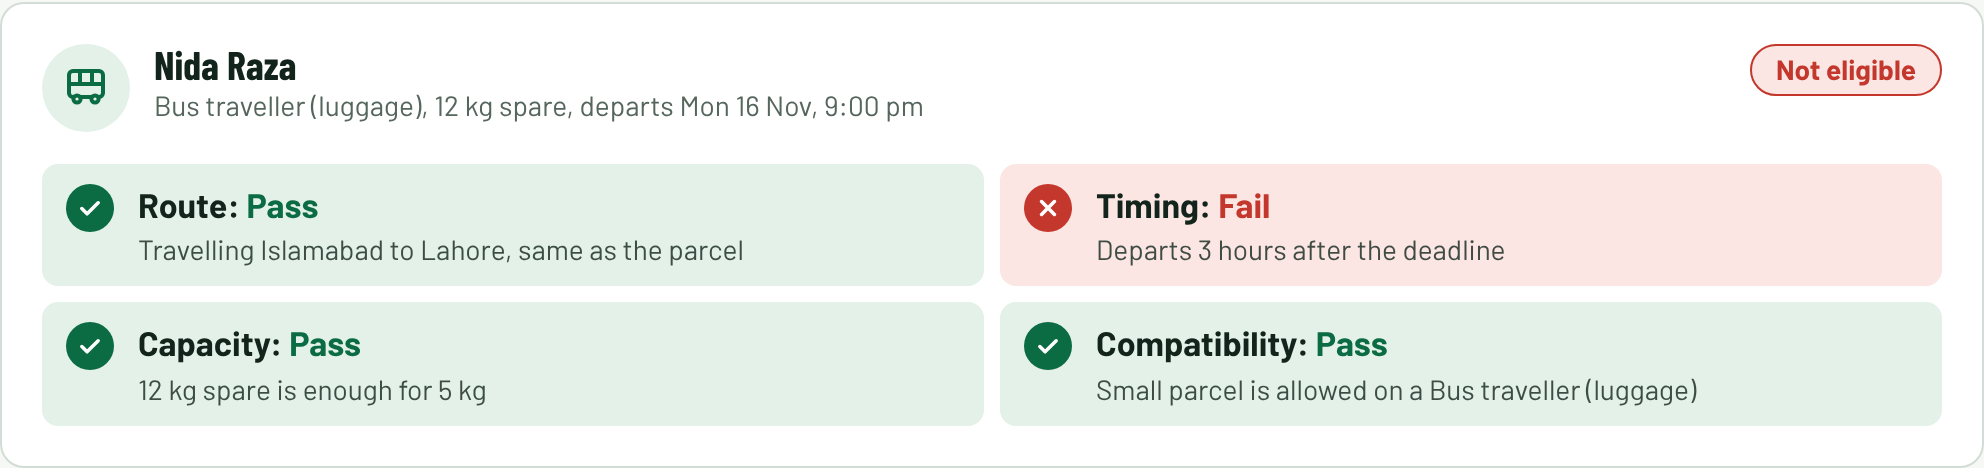 Nida Raza
Not eligible
Bus traveller (luggage), 12 kg spare, departs Mon 16 Nov, 9:00 pm
Route: Pass
Travelling Islamabad to Lahore, same as the parcel
Timing: Fail
Departs 3 hours after the deadline
Capacity: Pass
12 kg spare is enough for 5 kg
Compatibility: Pass
Small parcel is allowed on a Bus traveller (luggage)